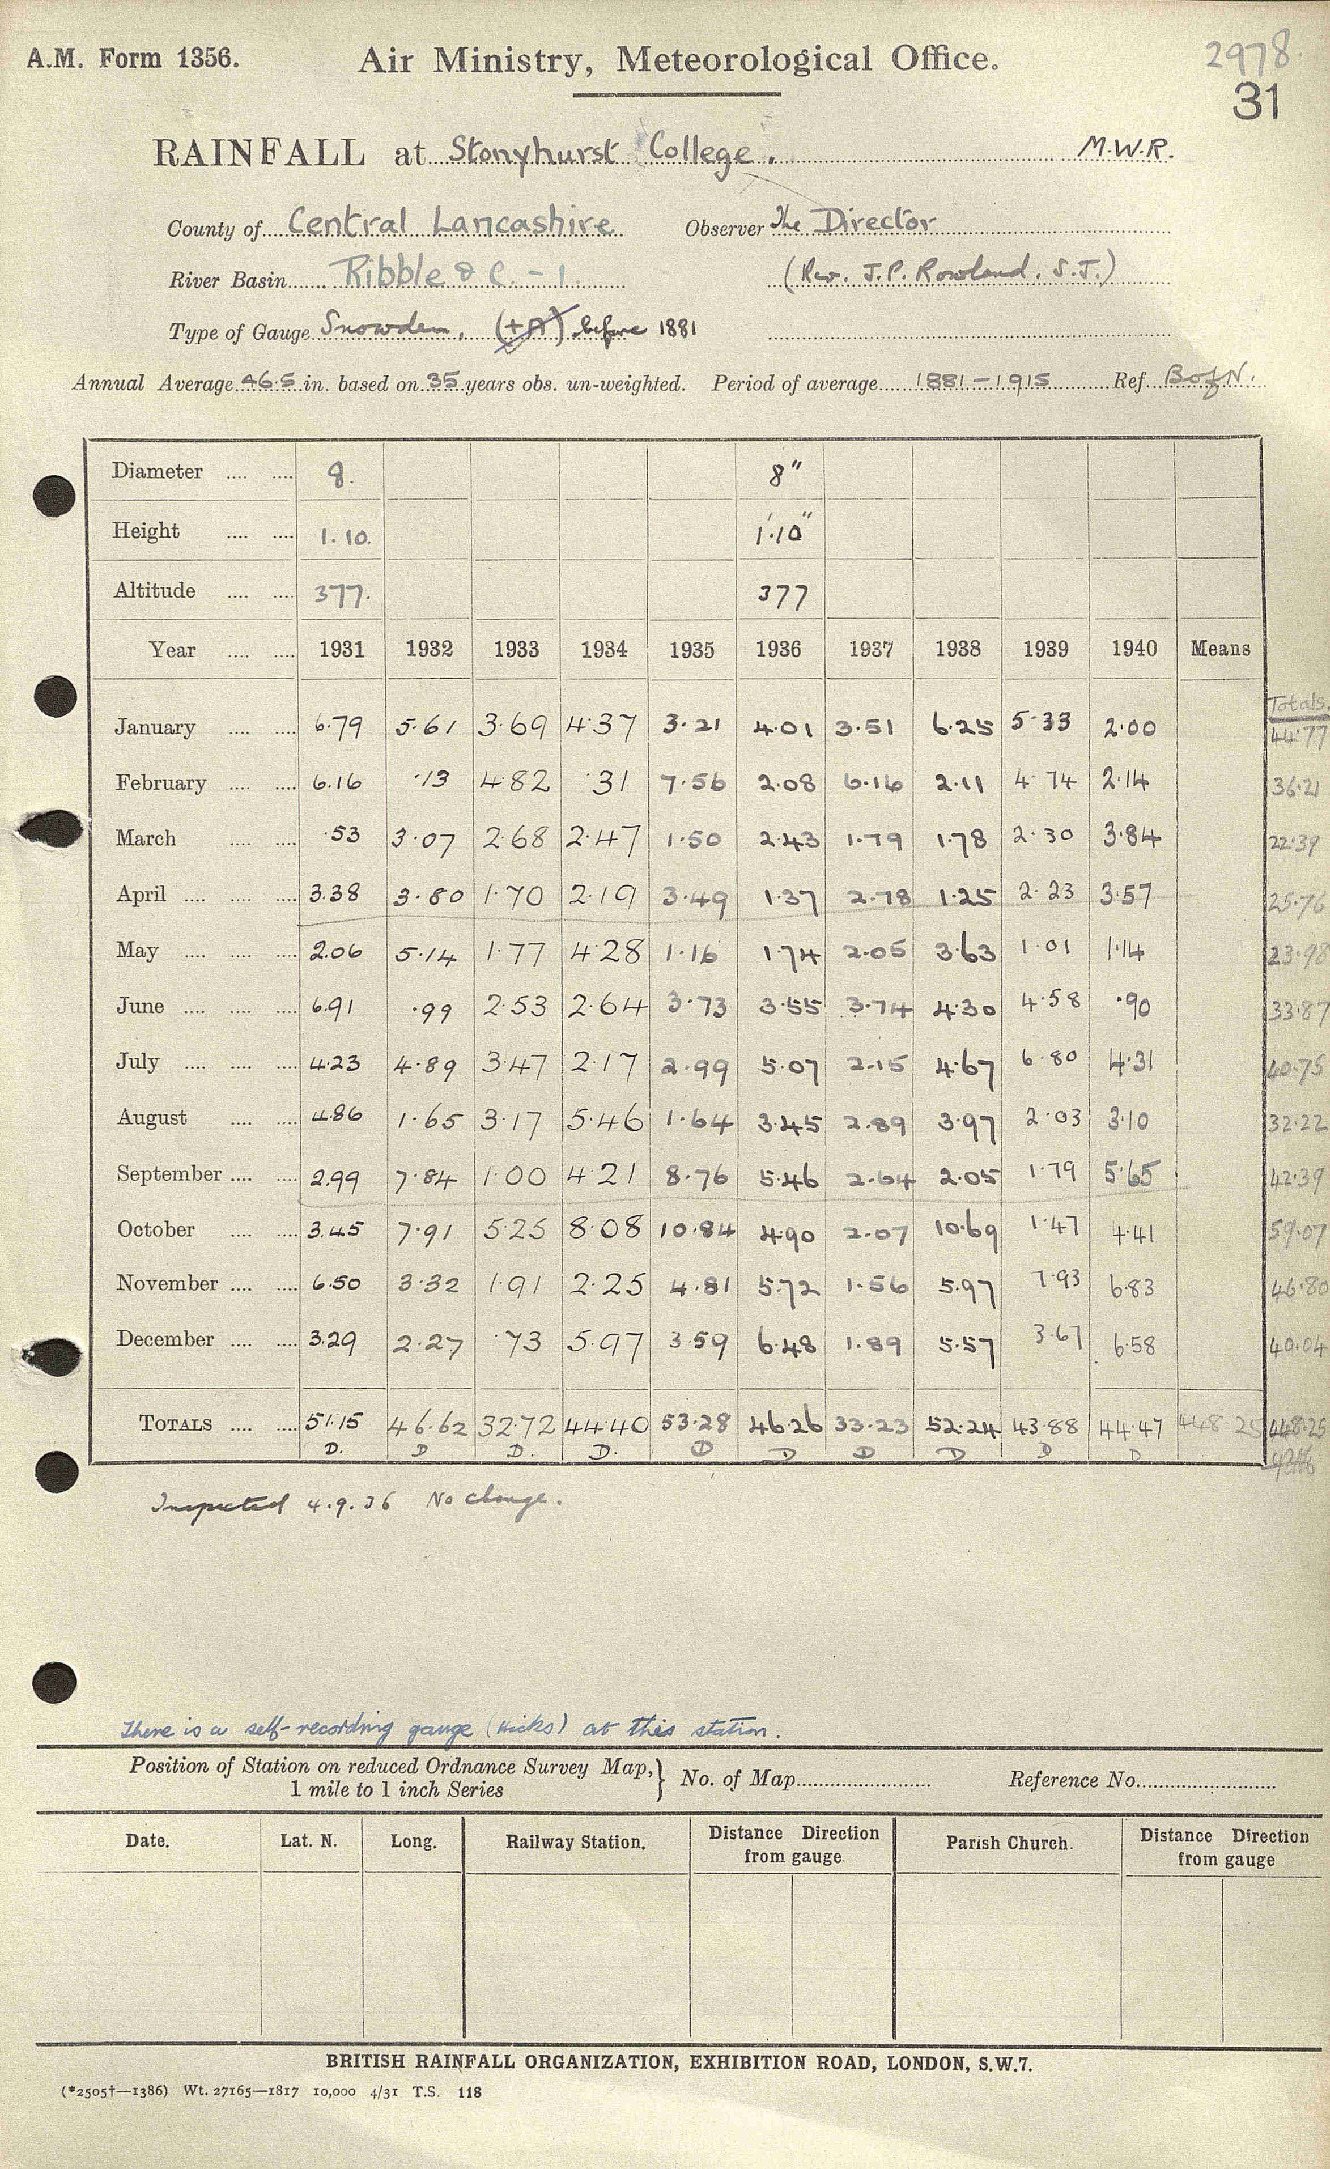 A.M. Form 1356.
Air Ministry, Meteorological Office.
2978
31
RAINFALL at Stonyhurst College. M.W.R.
County of Central Lancashire Observer The Director
River Basin Ribble &c. - 1. (Rev. J.P. Rowland. S.J.)
Type of Gauge Snowdon, before 1881
Annual Average 46.5 in. based on 35 years obs. un-weighted. Period of average 1881-1915 Ref. B of N.
Diameter 8. 8"
Height 1.10. 1'.10"
Altitude 377. 377
Year 1931 1932 1933 1934 1935 1936 1937 1938 1939 1940 Means Totals.
January 6.79 5.61 3.69 4.37 3.21 4.01 3.51 6.25 5.33 2.00 44.77
February 6.16 .13 4.82 .31 7.56 2.08 6.16 2.11 4.74 2.14 36.21
March .53 3.07 2.68 2.47 1.50 2.43 1.79 1.78 2.30 3.84 22.39
April 3.38 3.80 1.70 2.19 3.49 1.37 2.78 1.25 2.23 3.57 25.76
May 2.06 5.14 1.77 4.28 1.16 1.74 2.05 3.63 1.01 1.14 23.98
June 6.91 .99 2.53 2.64 3.73 3.55 3.74 4.30 4.58 .90 33.87
July 4.23 4.89 3.47 2.17 2.99 5.07 2.15 4.67 6.80 4.31 40.75
August 4.86 1.65 3.17 5.46 1.64 3.45 2.89 3.97 2.03 3.10 32.22
September 2.99 7.84 1.00 4.21 8.76 5.46 2.64 2.05 1.79 5.65 42.39
October 3.45 7.91 5.25 8.08 10.84 4.90 2.07 10.69 1.47 4.41 59.07
November 6.50 3.32 1.91 2.25 4.81 5.72 1.56 5.97 7.93 6.83 46.80
December 3.29 2.27 .73 5.97 3.59 6.48 1.89 5.57 3.67 6.58 40.04
TOTALS 51.15 46.62 32.72 44.40 53.28 46.26 33.23 52.24 43.88 44.47 448.25 448.25
D. D D. D. D D D D D D
Inspected 4.9.36 No change.
There is a self-recording gauge (Hicks) at this station.
Position of Station on reduced Ordnance Survey Map, } No. of Map Reference No.
1 mile to 1 inch Series
Date. Lat. N. Long. Railway Station. Distance Direction from gauge Parish Church. Distance Direction from gauge
BRITISH RAINFALL ORGANIZATION, EXHIBITION ROAD, LONDON, S.W.7.
(*2505†—1386) Wt. 27165—1817 10,000 4/31 T.S. 118